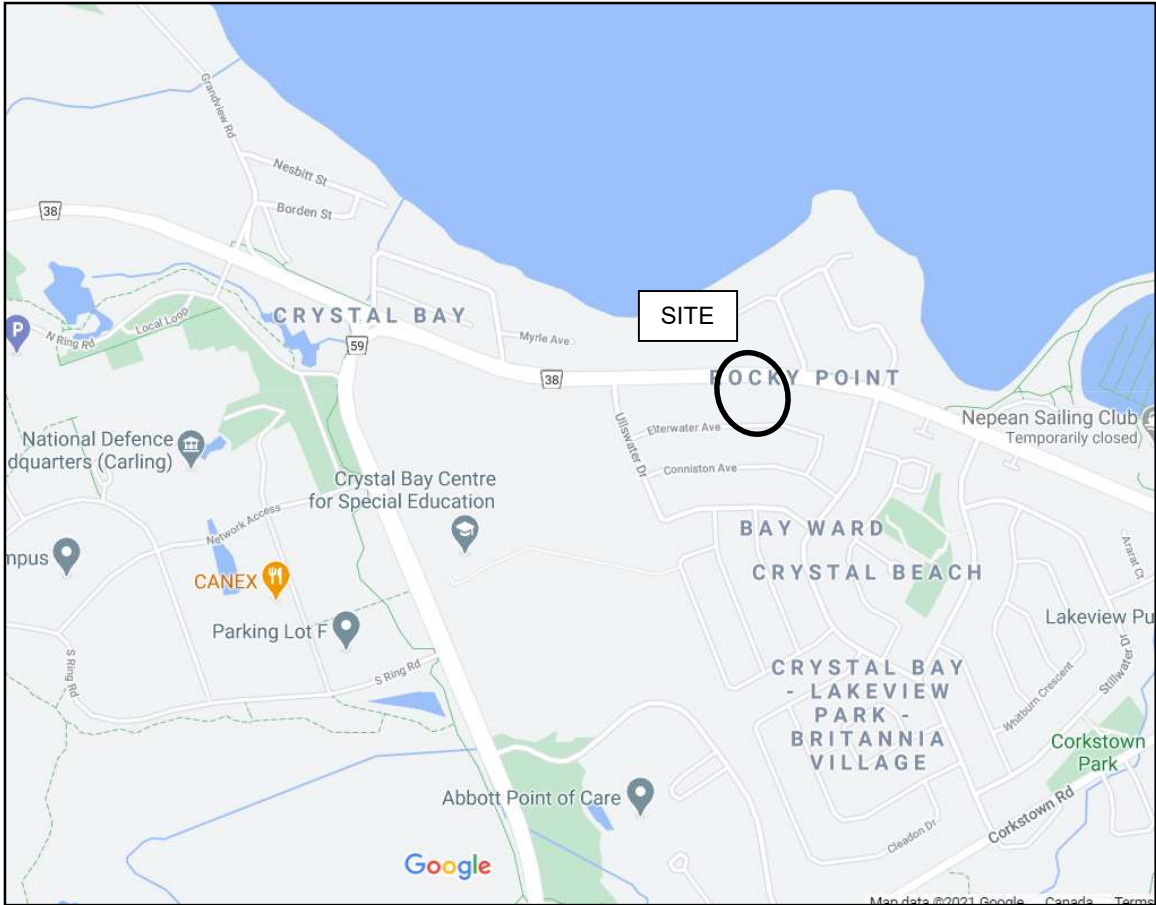 Grandview Rd
Nesbitt St
Borden St
38
CRYSTAL BAY
SITE
N Ring Rd
Local Loop
P
59
Myrle Ave
38
ROCKY POINT
Nepean Sailing Club
Temporarily closed
National Defence
dquarters (Carling)
Ullswater Dr
Elterwater Ave
Conniston Ave
Crystal Bay Centre
for Special Education
Network Access
BAY WARD
CRYSTAL BEACH
Ararat Ct
mpus
CANEX
Parking Lot F
Lakeview Pu
S Ring Rd
S Ring Rd
CRYSTAL BAY
- LAKEVIEW
PARK -
BRITANNIA
VILLAGE
Whitburn Crescent
Stillwater Dr
Corkstown
Park
Abbott Point of Care
Corkstown Rd
Cleadon Dr
Google
Map data ©2021 Google
Canada
Terms